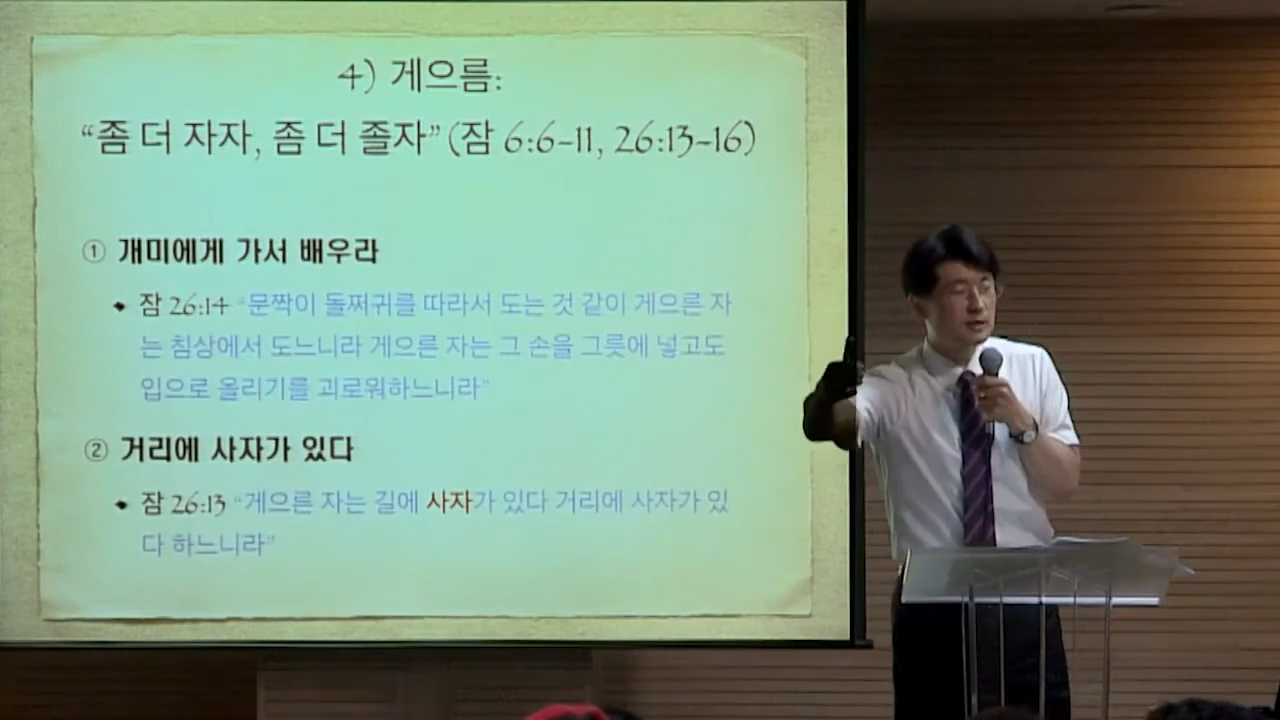 4) 게으름:
“좀 더 자자, 좀 더 졸자” (잠 6:6-11, 26:13-16)
① 개미에게 가서 배우라
◆ 잠 26:14 “문짝이 돌쩌귀를 따라서 도는 것 같이 게으른 자
는 침상에서 도느니라 게으른 자는 그 손을 그릇에 넣고도
입으로 올리기를 괴로워하느니라”
② 거리에 사자가 있다
◆ 잠 26:13 “게으른 자는 길에 사자가 있다 거리에 사자가 있
다 하느니라”